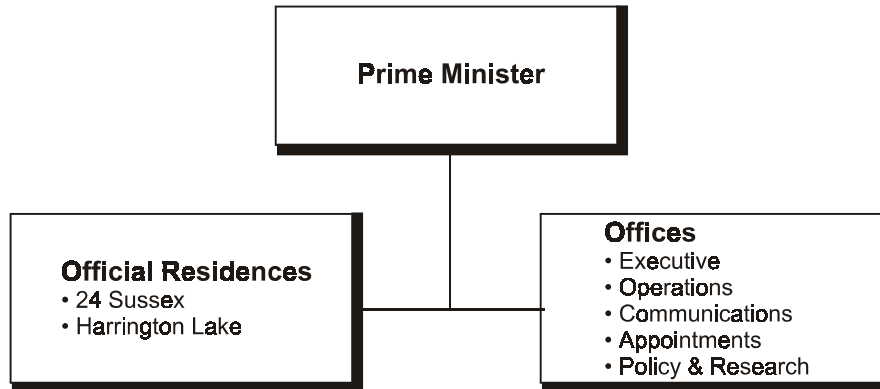 Prime Minister
Official Residences
• 24 Sussex
• Harrington Lake
Offices
• Executive
• Operations
• Communications
• Appointments
• Policy & Research